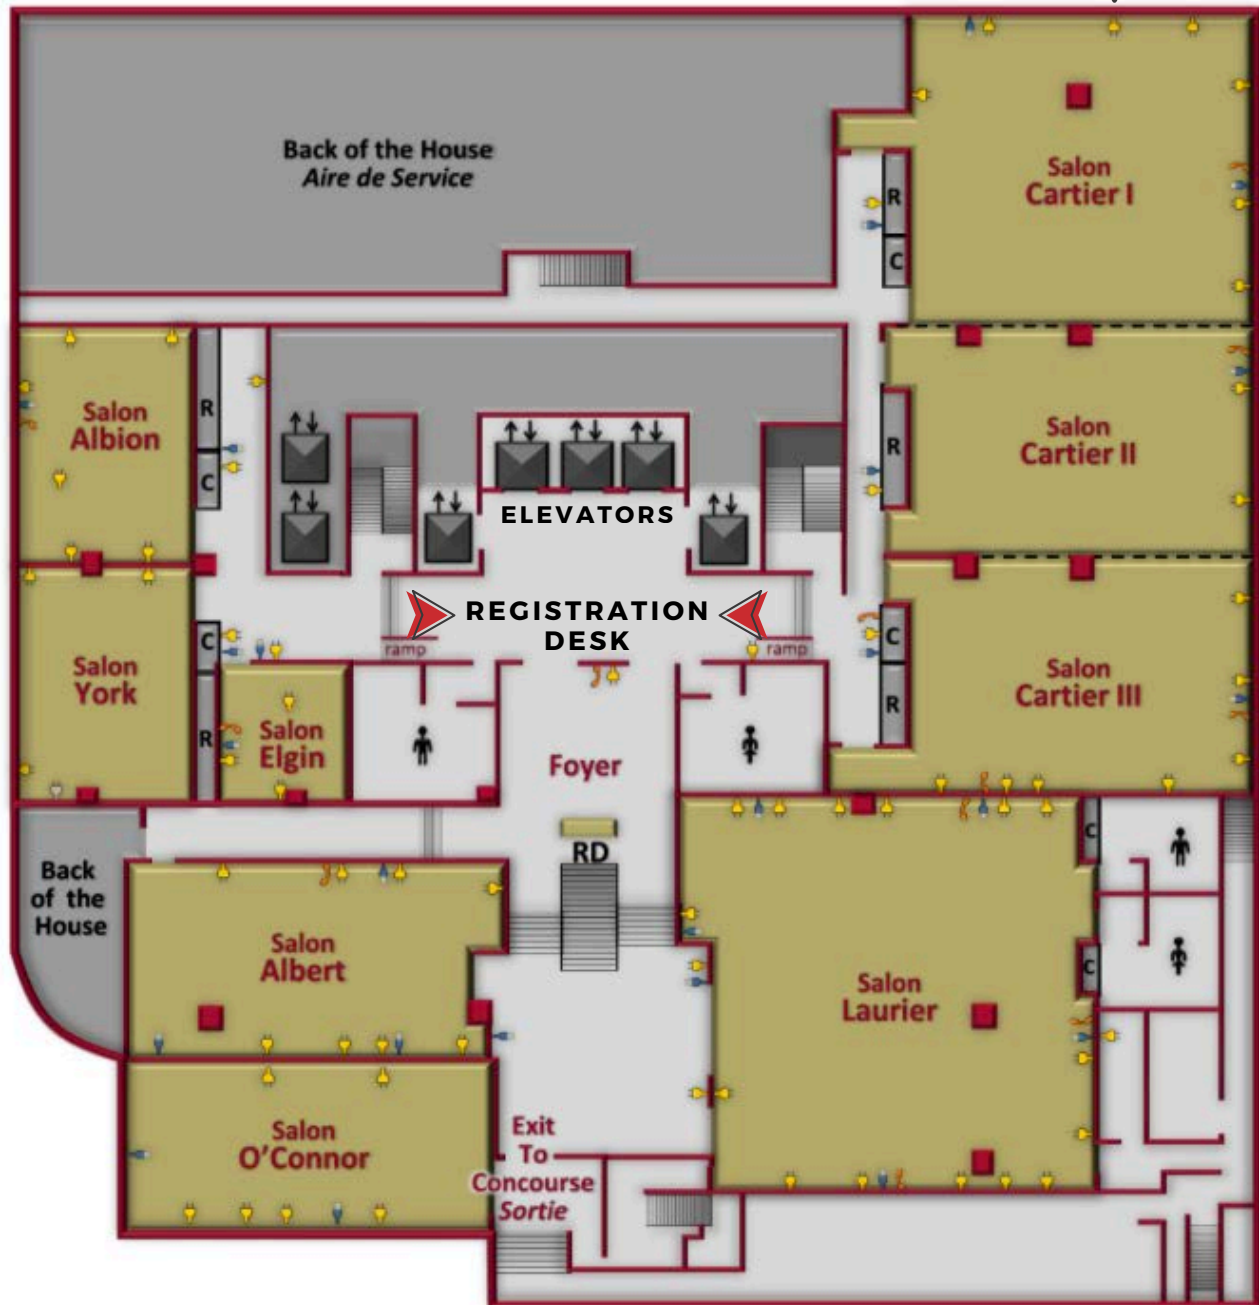 Back of the House
Aire de Service
Salon
Cartier I
R
C
Salon
Albion
R
C
Salon
Cartier II
R
ELEVATORS
REGISTRATION
DESK
ramp
ramp
C
R
Salon
York
C
R
Salon
Elgin
Salon
Cartier III
Foyer
RD
Back
of the
House
Salon
Albert
C
C
Salon
Laurier
Salon
O'Connor
Exit
To
Concourse
Sortie